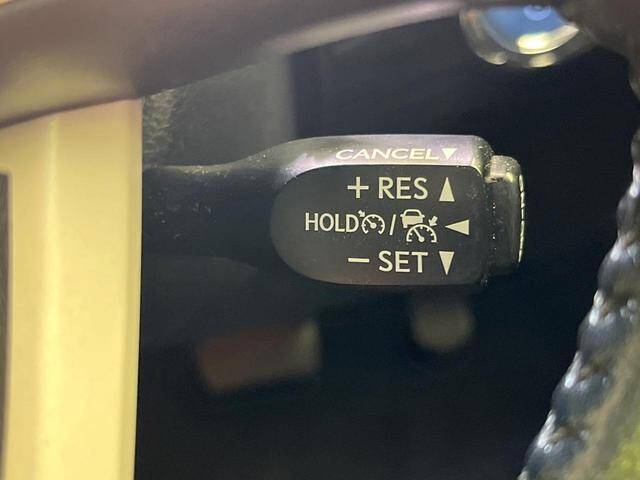 CANCEL▼
+ RES ▲
HOLD / ◀
− SET ▼